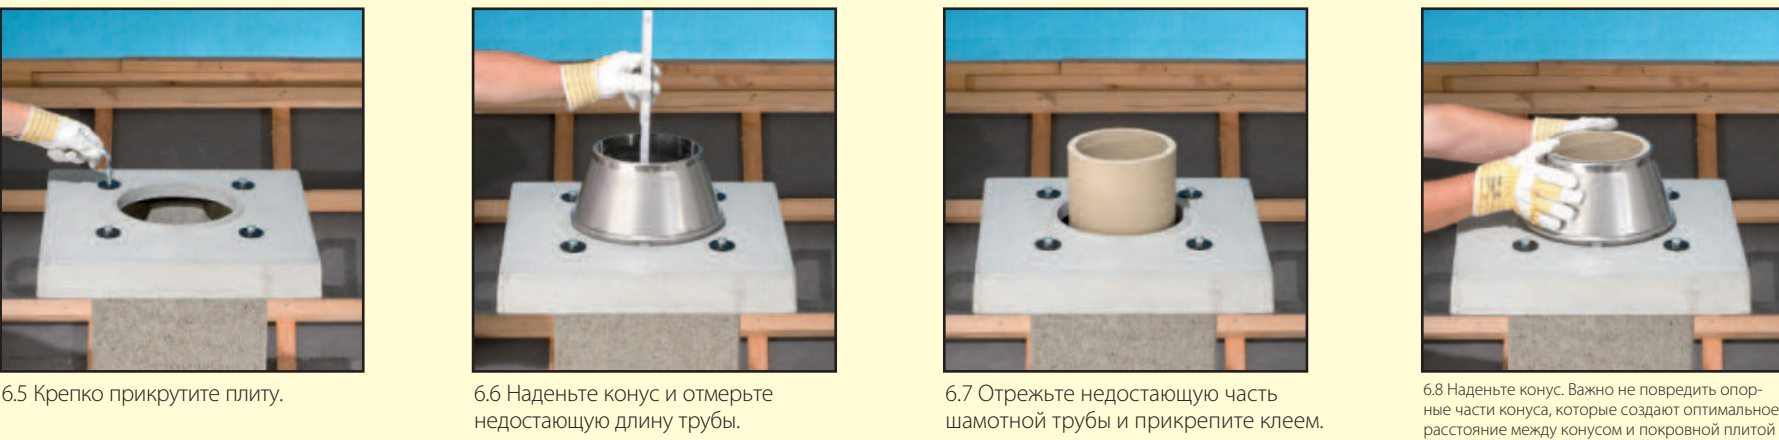 6.5 Крепко прикрутите плиту.
6.6 Наденьте конус и отмерьте
недостающую длину трубы.
6.7 Отрежьте недостающую часть
шамотной трубы и прикрепите клеем.
6.8 Наденьте конус. Важно не повредить опор-
ные части конуса, которые создают оптимальное
расстояние между конусом и покровной плитой